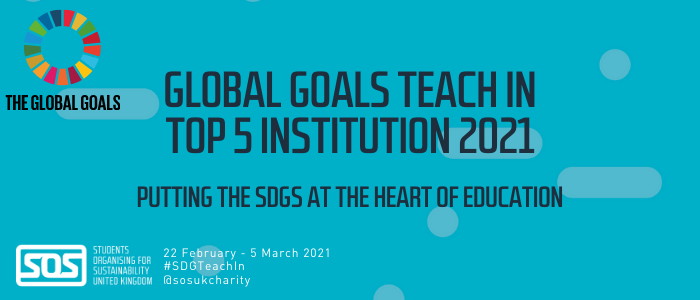 THE GLOBAL GOALS
GLOBAL GOALS TEACH IN
TOP 5 INSTITUTION 2021
PUTTING THE SDGS AT THE HEART OF EDUCATION
SOS
STUDENTS
ORGANISING FOR
SUSTAINABILITY
UNITED KINGDOM
22 February - 5 March 2021
#SDGTeachIn
@sosukcharity